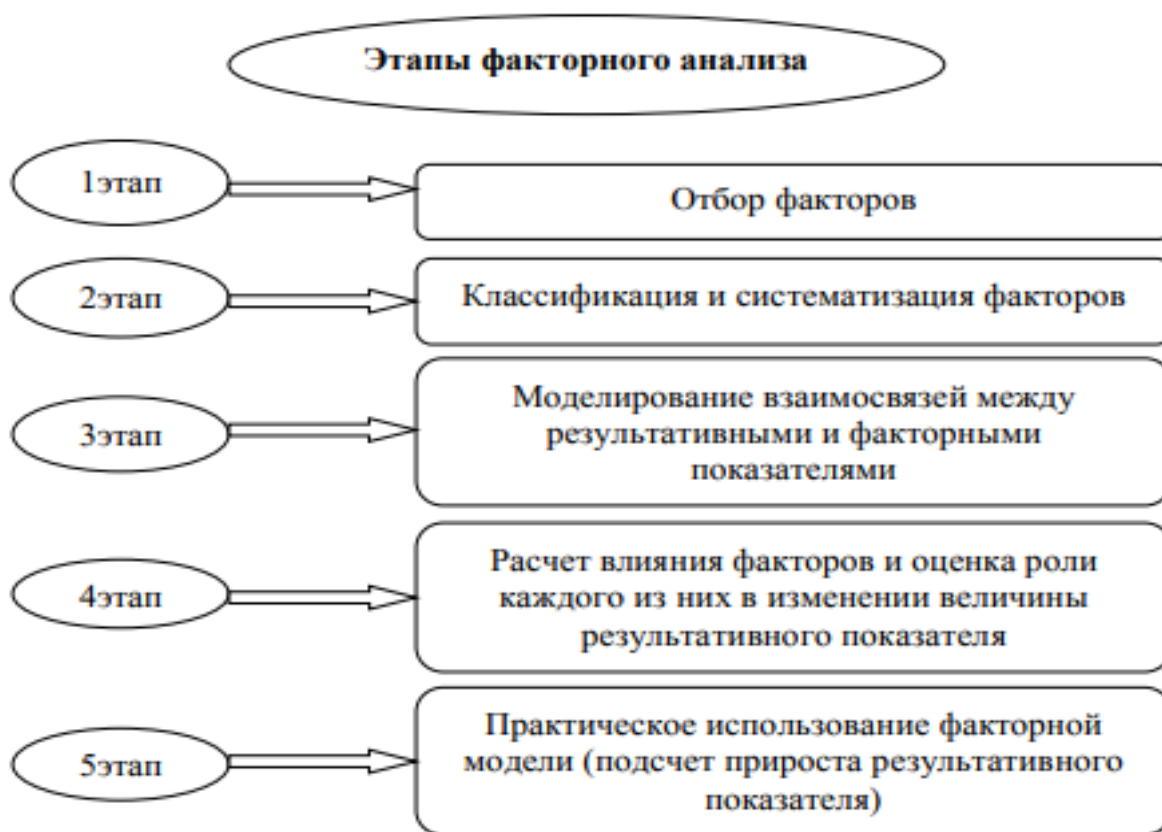 Этапы факторного анализа
1этап
Отбор факторов
2этап
Классификация и систематизация факторов
3этап
Моделирование взаимосвязей между
результативными и факторными
показателями
4этап
Расчет влияния факторов и оценка роли
каждого из них в изменении величины
результативного показателя
5этап
Практическое использование факторной
модели (подсчет прироста результативного
показателя)